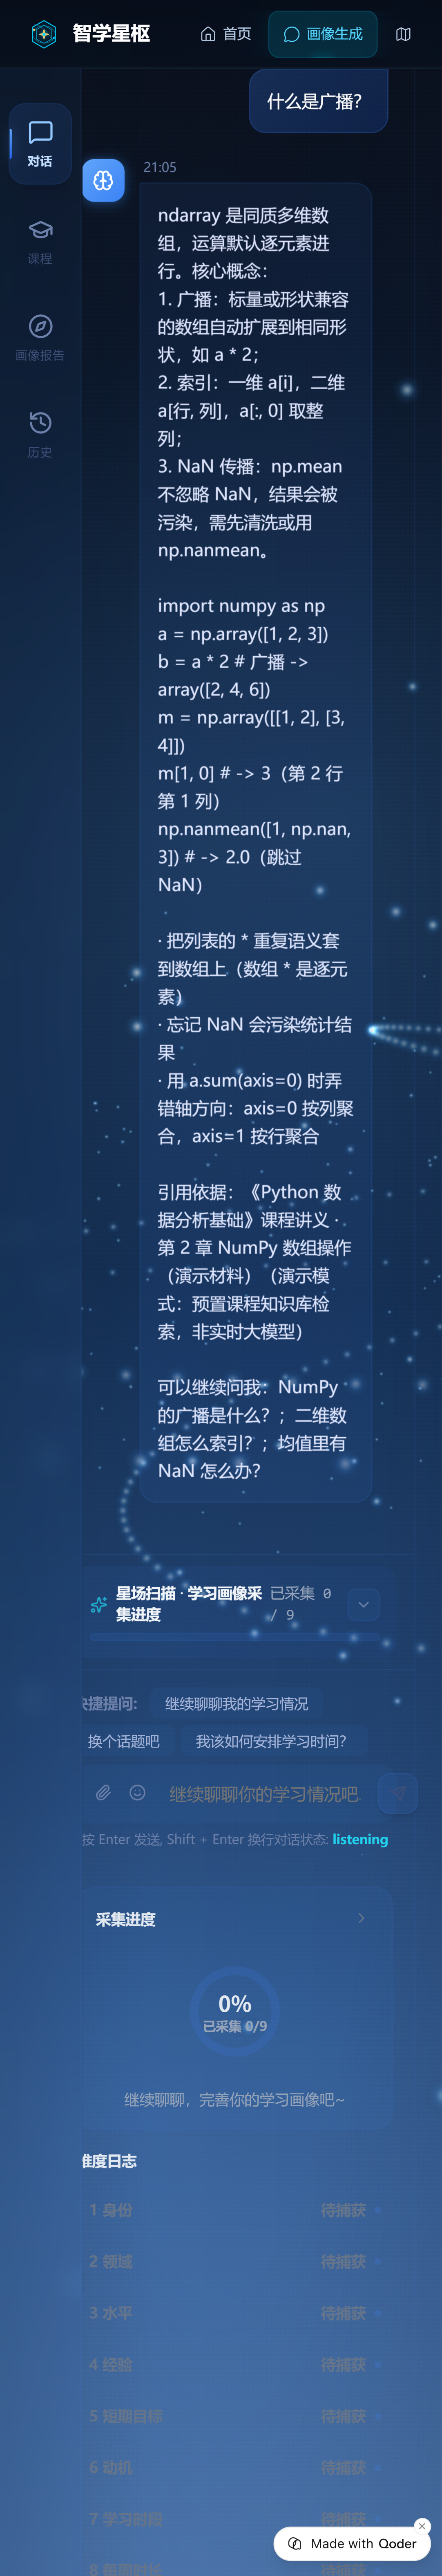 智学星枢
首页
画像生成
对话
课程
画像报告
历史
什么是广播？
21:05
ndarray 是同质多维数
组，运算默认逐元素进
行。核心概念：
1. 广播：标量或形状兼容
的数组自动扩展到相同形
状，如 a * 2；
2. 索引：一维 a[i]，二维
a[行, 列]，a[:, 0] 取整
列；
3. NaN 传播：np.mean
不忽略 NaN，结果会被
污染，需先清洗或用
np.nanmean。
import numpy as np
a = np.array([1, 2, 3])
b = a * 2 # 广播 ->
array([2, 4, 6])
m = np.array([[1, 2], [3,
4]])
m[1, 0] # -> 3（第 2 行
第 1 列）
np.nanmean([1, np.nan,
3]) # -> 2.0（跳过
NaN）
· 把列表的 * 重复语义套
到数组上（数组 * 是逐元
素）
· 忘记 NaN 会污染统计结
果
· 用 a.sum(axis=0) 时弄
错轴方向：axis=0 按列聚
合，axis=1 按行聚合
引用依据：《Python 数
据分析基础》课程讲义 ·
第 2 章 NumPy 数组操作
（演示材料）（演示模
式：预置课程知识库检
索，非实时大模型）
可以继续问我：NumPy
的广播是什么？；二维数
组怎么索引？；均值里有
NaN 怎么办？
星场扫描 · 学习画像采
集进度
已采集 0
/ 9
快捷提问:
继续聊聊我的学习情况
换个话题吧
我该如何安排学习时间？
继续聊聊你的学习情况吧.
按 Enter 发送, Shift + Enter 换行对话状态: listening
采集进度
0%
已采集 0/9
继续聊聊，完善你的学习画像吧~
维度日志
1 身份 待捕获
2 领域 待捕获
3 水平 待捕获
4 经验 待捕获
5 短期目标 待捕获
6 动机 待捕获
7 学习时段 待捕获
8 每周时长 待捕获
Made with Qoder